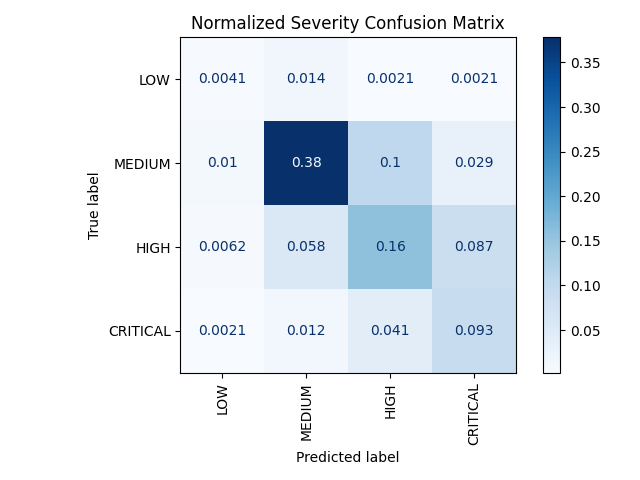 Normalized Severity Confusion Matrix
True label
LOW 0.0041 0.014 0.0021 0.0021
MEDIUM 0.01 0.38 0.1 0.029
HIGH 0.0062 0.058 0.16 0.087
CRITICAL 0.0021 0.012 0.041 0.093
LOW MEDIUM HIGH CRITICAL
Predicted label
0.35
0.30
0.25
0.20
0.15
0.10
0.05